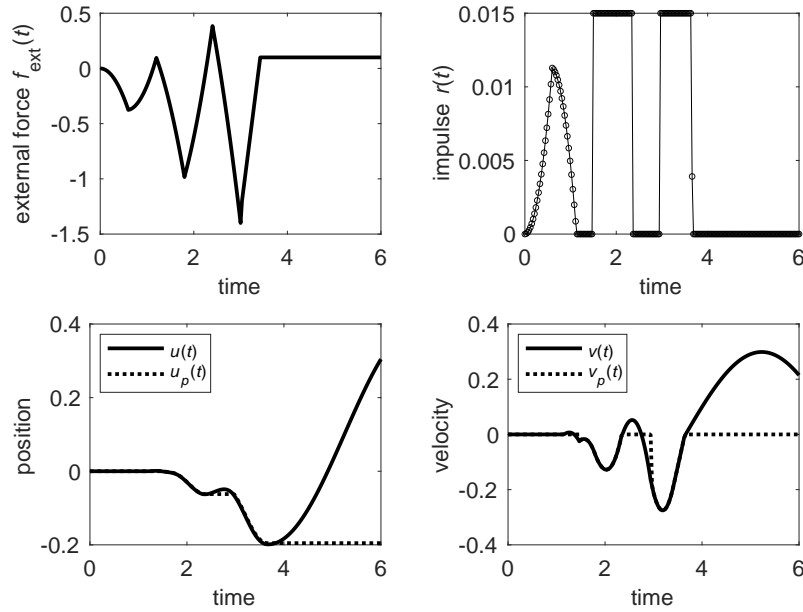 external force f_ext(t)
0.5
0
-0.5
-1
-1.5
0 2 4 6
time
impulse r(t)
0.015
0.01
0.005
0
0 2 4 6
time
position
0.4
0.2
0
-0.2
u(t)
u_p(t)
0 2 4 6
time
velocity
0.4
0.2
0
-0.2
-0.4
v(t)
v_p(t)
0 2 4 6
time